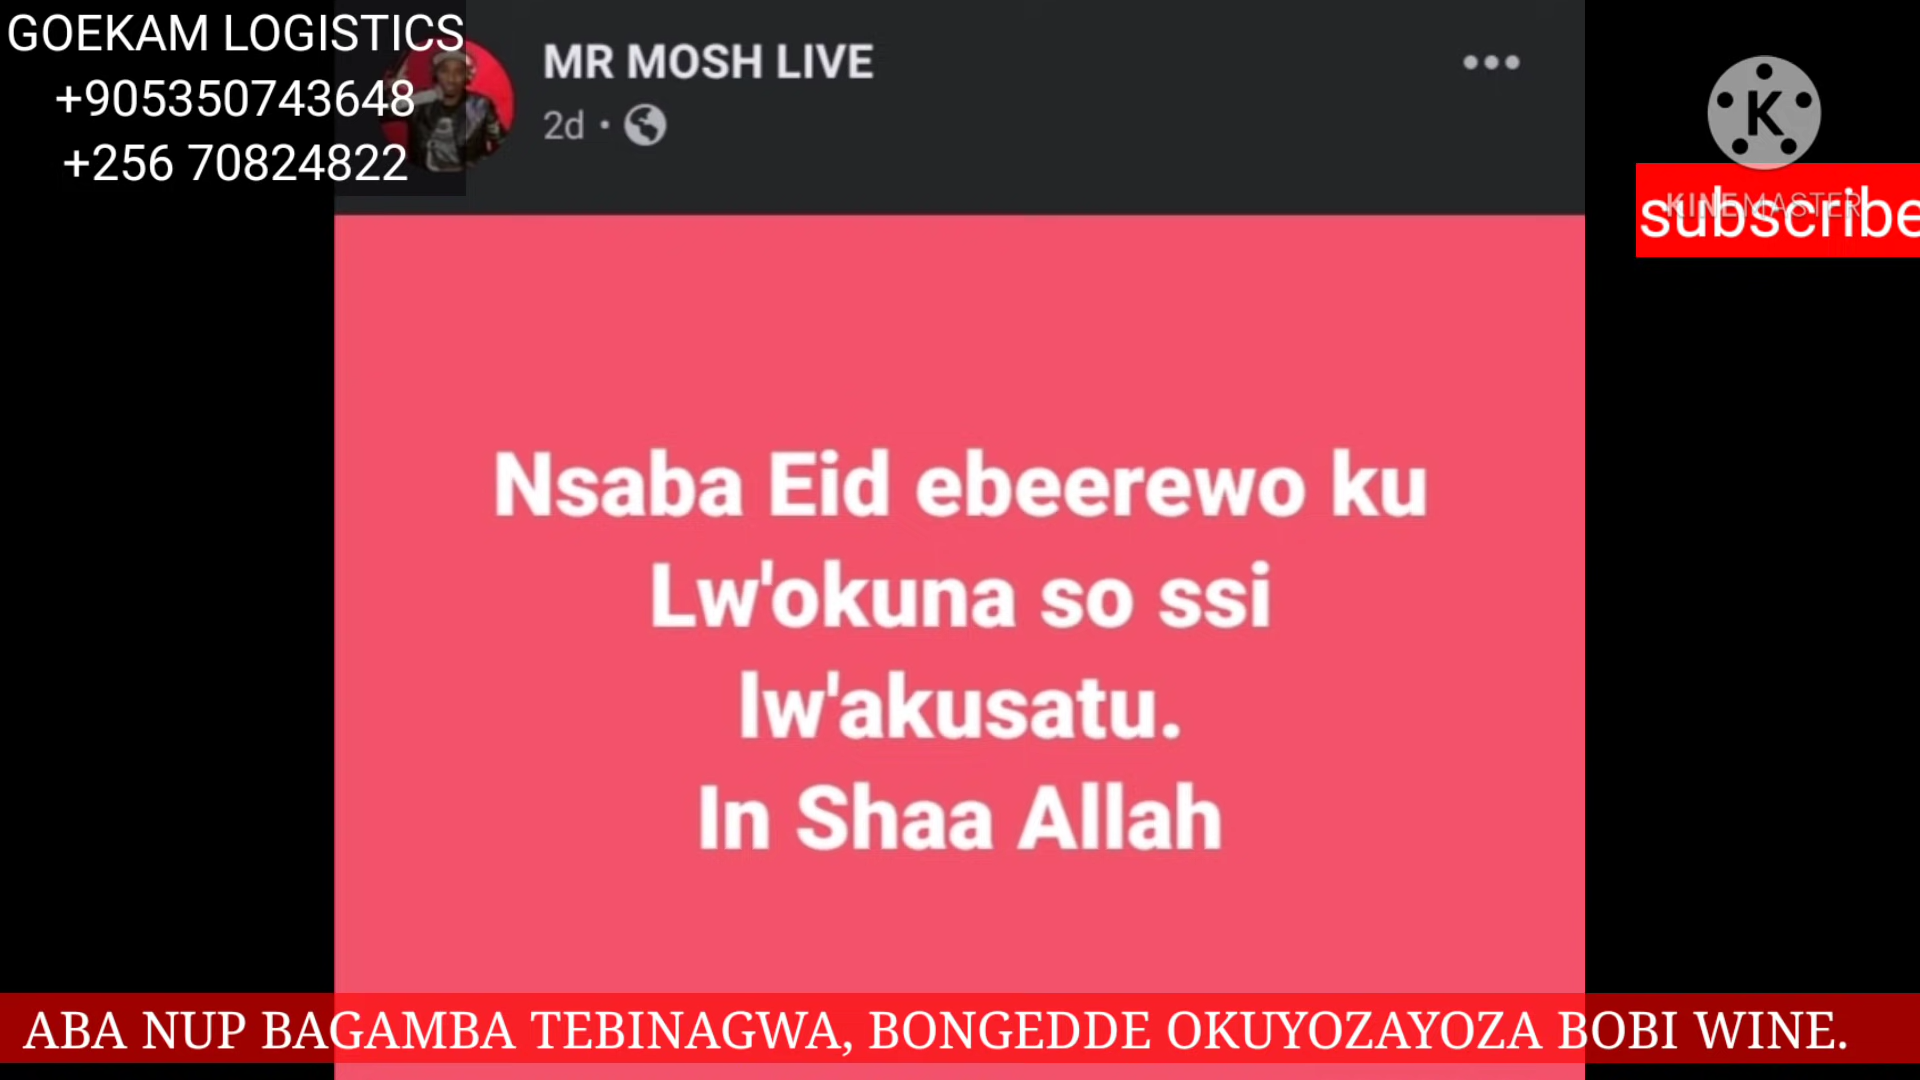 GOEKAM LOGISTICS
+905350743648
+256 70824822
MR MOSH LIVE
2d •
K
KINEMASTER
subscribe
Nsaba Eid ebeerewo ku
Lw'okuna so ssi
lw'akusatu.
In Shaa Allah
ABA NUP BAGAMBA TEBINAGWA, BONGEDDE OKUYOZAYOZA BOBI WINE.